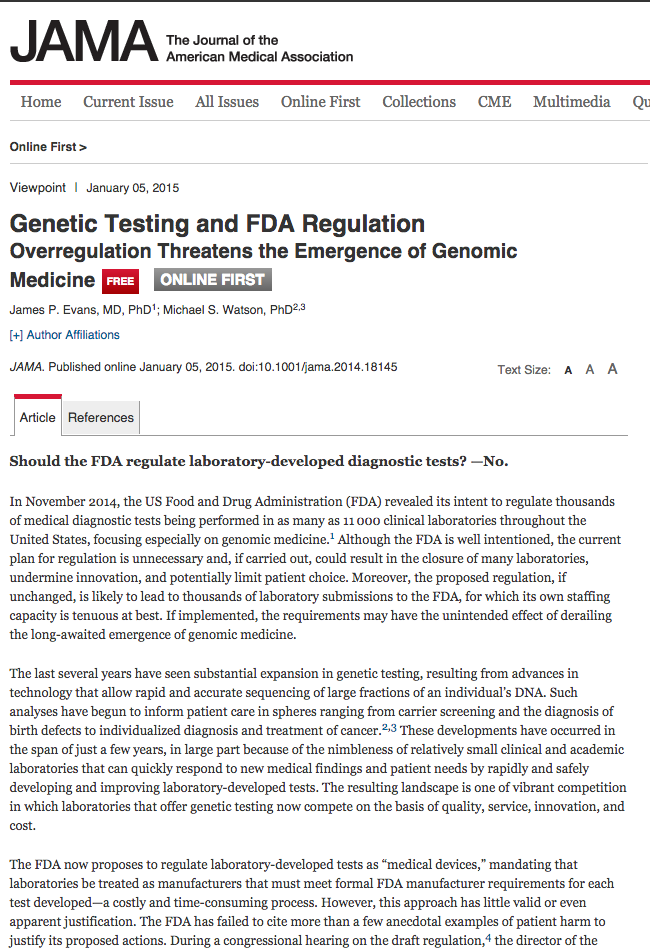 JAMA The Journal of the
American Medical Association
Home Current Issue All Issues Online First Collections CME Multimedia Qu
Online First >
Viewpoint | January 05, 2015
Genetic Testing and FDA Regulation
Overregulation Threatens the Emergence of Genomic
Medicine FREE ONLINE FIRST
James P. Evans, MD, PhD1; Michael S. Watson, PhD2,3
[+] Author Affiliations
JAMA. Published online January 05, 2015. doi:10.1001/jama.2014.18145
Text Size: A A A
Article References
Should the FDA regulate laboratory-developed diagnostic tests? —No.
In November 2014, the US Food and Drug Administration (FDA) revealed its intent to regulate thousands
of medical diagnostic tests being performed in as many as 11 000 clinical laboratories throughout the
United States, focusing especially on genomic medicine.1 Although the FDA is well intentioned, the current
plan for regulation is unnecessary and, if carried out, could result in the closure of many laboratories,
undermine innovation, and potentially limit patient choice. Moreover, the proposed regulation, if
unchanged, is likely to lead to thousands of laboratory submissions to the FDA, for which its own staffing
capacity is tenuous at best. If implemented, the requirements may have the unintended effect of derailing
the long-awaited emergence of genomic medicine.
The last several years have seen substantial expansion in genetic testing, resulting from advances in
technology that allow rapid and accurate sequencing of large fractions of an individual's DNA. Such
analyses have begun to inform patient care in spheres ranging from carrier screening and the diagnosis of
birth defects to individualized diagnosis and treatment of cancer.2,3 These developments have occurred in
the span of just a few years, in large part because of the nimbleness of relatively small clinical and academic
laboratories that can quickly respond to new medical findings and patient needs by rapidly and safely
developing and improving laboratory-developed tests. The resulting landscape is one of vibrant competition
in which laboratories that offer genetic testing now compete on the basis of quality, service, innovation, and
cost.
The FDA now proposes to regulate laboratory-developed tests as “medical devices,” mandating that
laboratories be treated as manufacturers that must meet formal FDA manufacturer requirements for each
test developed—a costly and time-consuming process. However, this approach has little valid or even
apparent justification. The FDA has failed to cite more than a few anecdotal examples of patient harm to
justify its proposed actions. During a congressional hearing on the draft regulation,4 the director of the